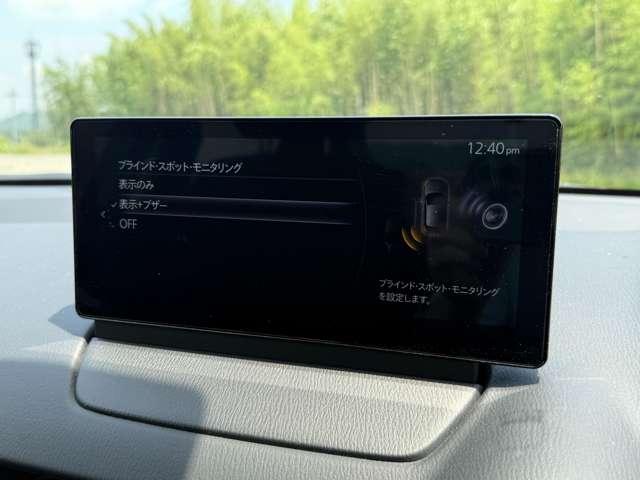 12:40pm
ブラインド・スポット・モニタリング
表示のみ
表示+ブザー
OFF
ブラインド・スポット・モニタリング
を設定します。